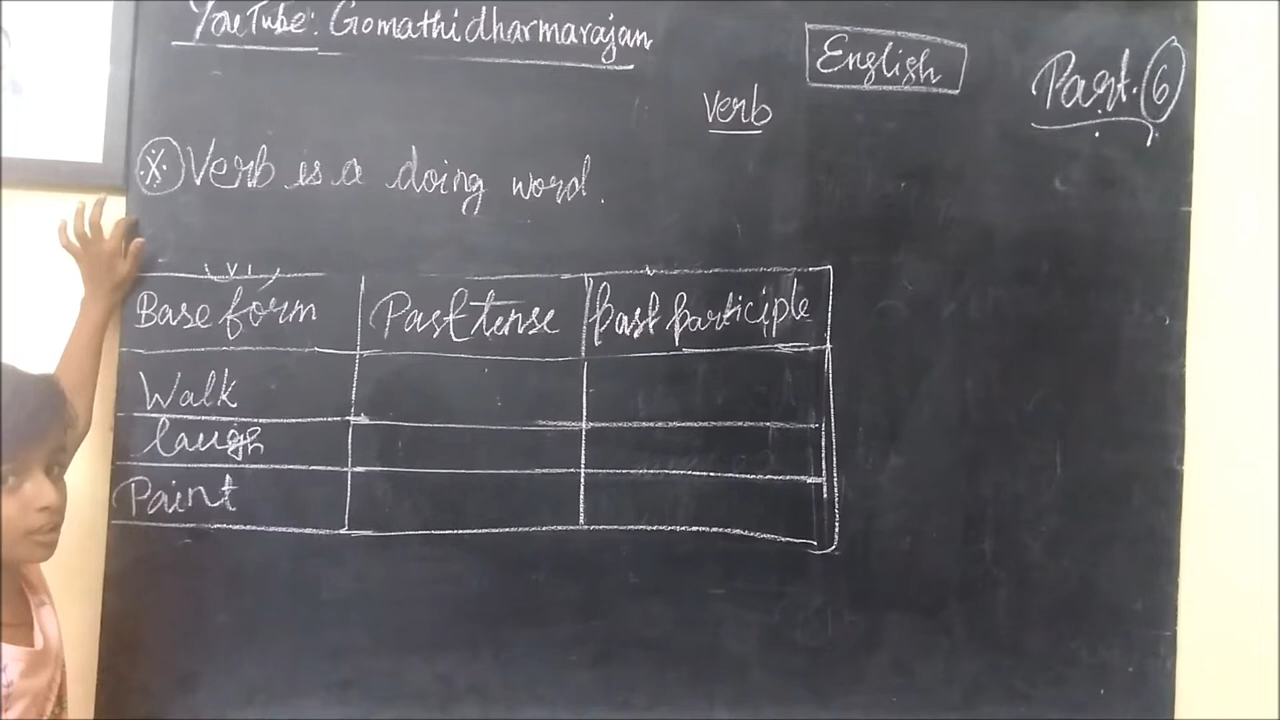 YouTube: Gomathidharmarajan
English
Part. 6
Verb
Verb is a doing word.
V1
Base form Past tense Past participle
Walk
laugh
Paint